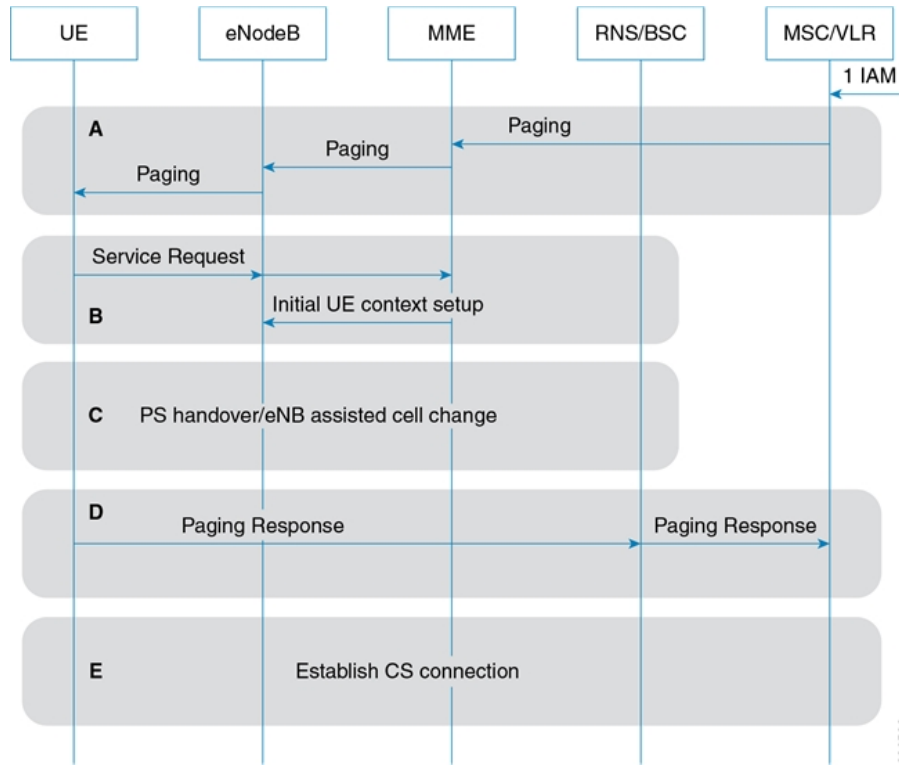 UE eNodeB MME RNS/BSC MSC/VLR
1 IAM
A
Paging
Paging
Paging
Service Request
Initial UE context setup
B
C PS handover/eNB assisted cell change
D
Paging Response Paging Response
E Establish CS connection